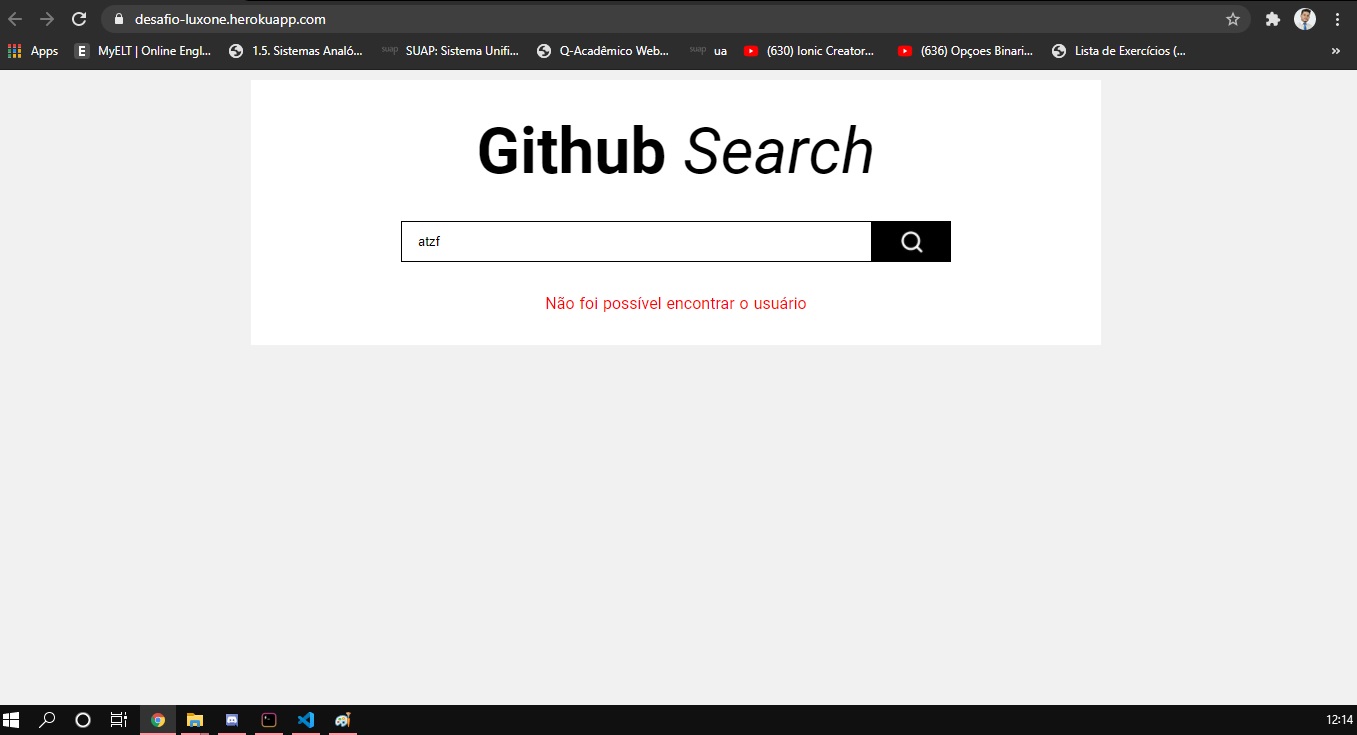 desafio-luxone.herokuapp.com
Apps E MyELT | Online Engl... 1.5. Sistemas Analó... suap SUAP: Sistema Unifi... Q-Acadêmico Web... suap ua (630) Ionic Creator... (636) Opçoes Binari... Lista de Exercícios (... »
Github Search
atzf
Não foi possível encontrar o usuário
12:14